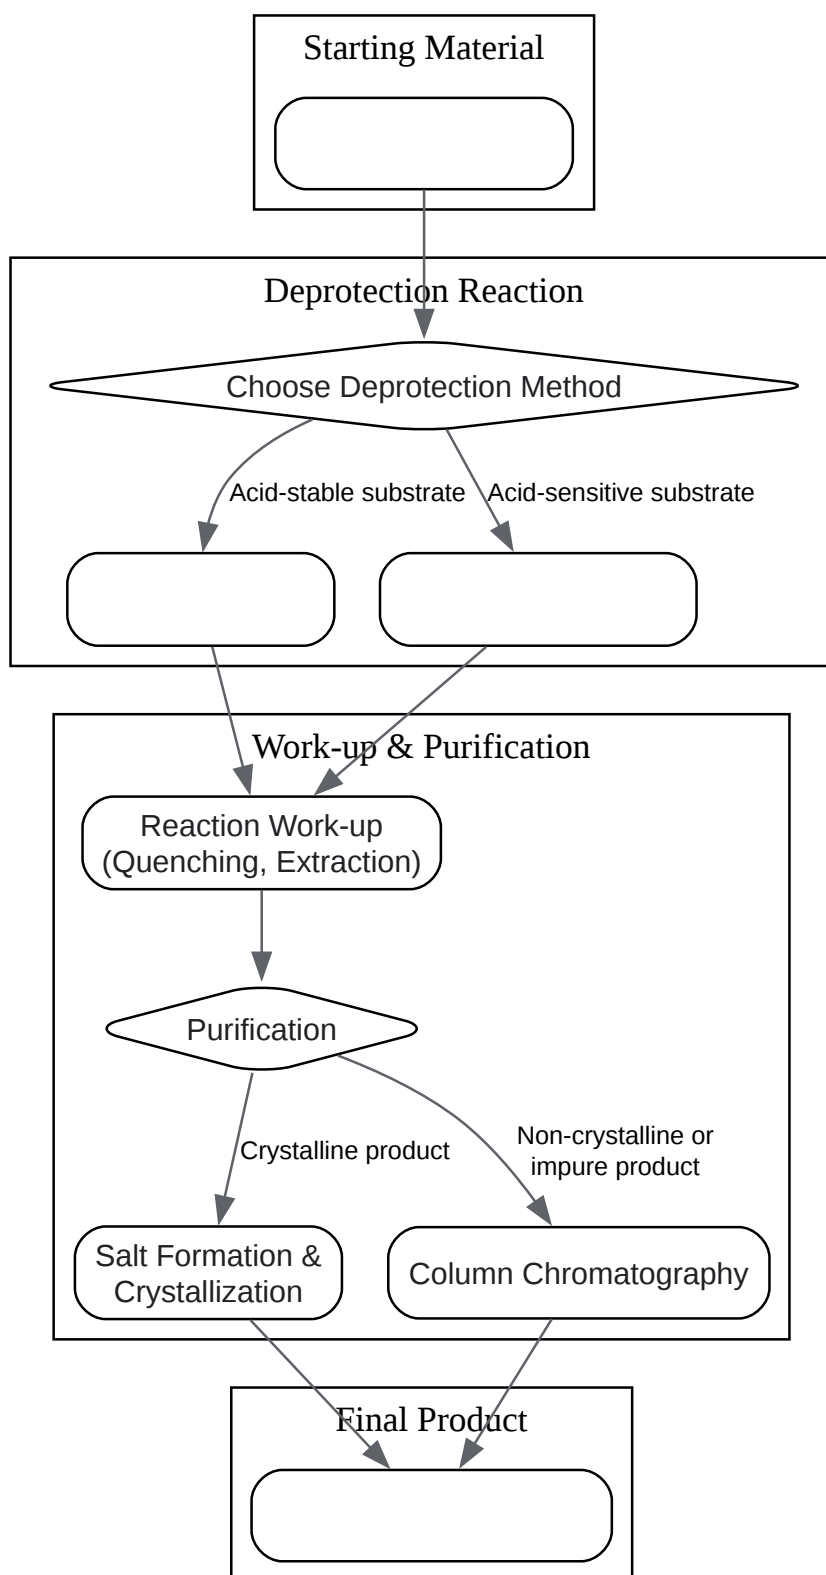 Starting Material
Deprotection Reaction
Choose Deprotection Method
Acid-stable substrate
Acid-sensitive substrate
Work-up & Purification
Reaction Work-up
(Quenching, Extraction)
Purification
Crystalline product
Non-crystalline or
impure product
Salt Formation &
Crystallization
Column Chromatography
Final Product